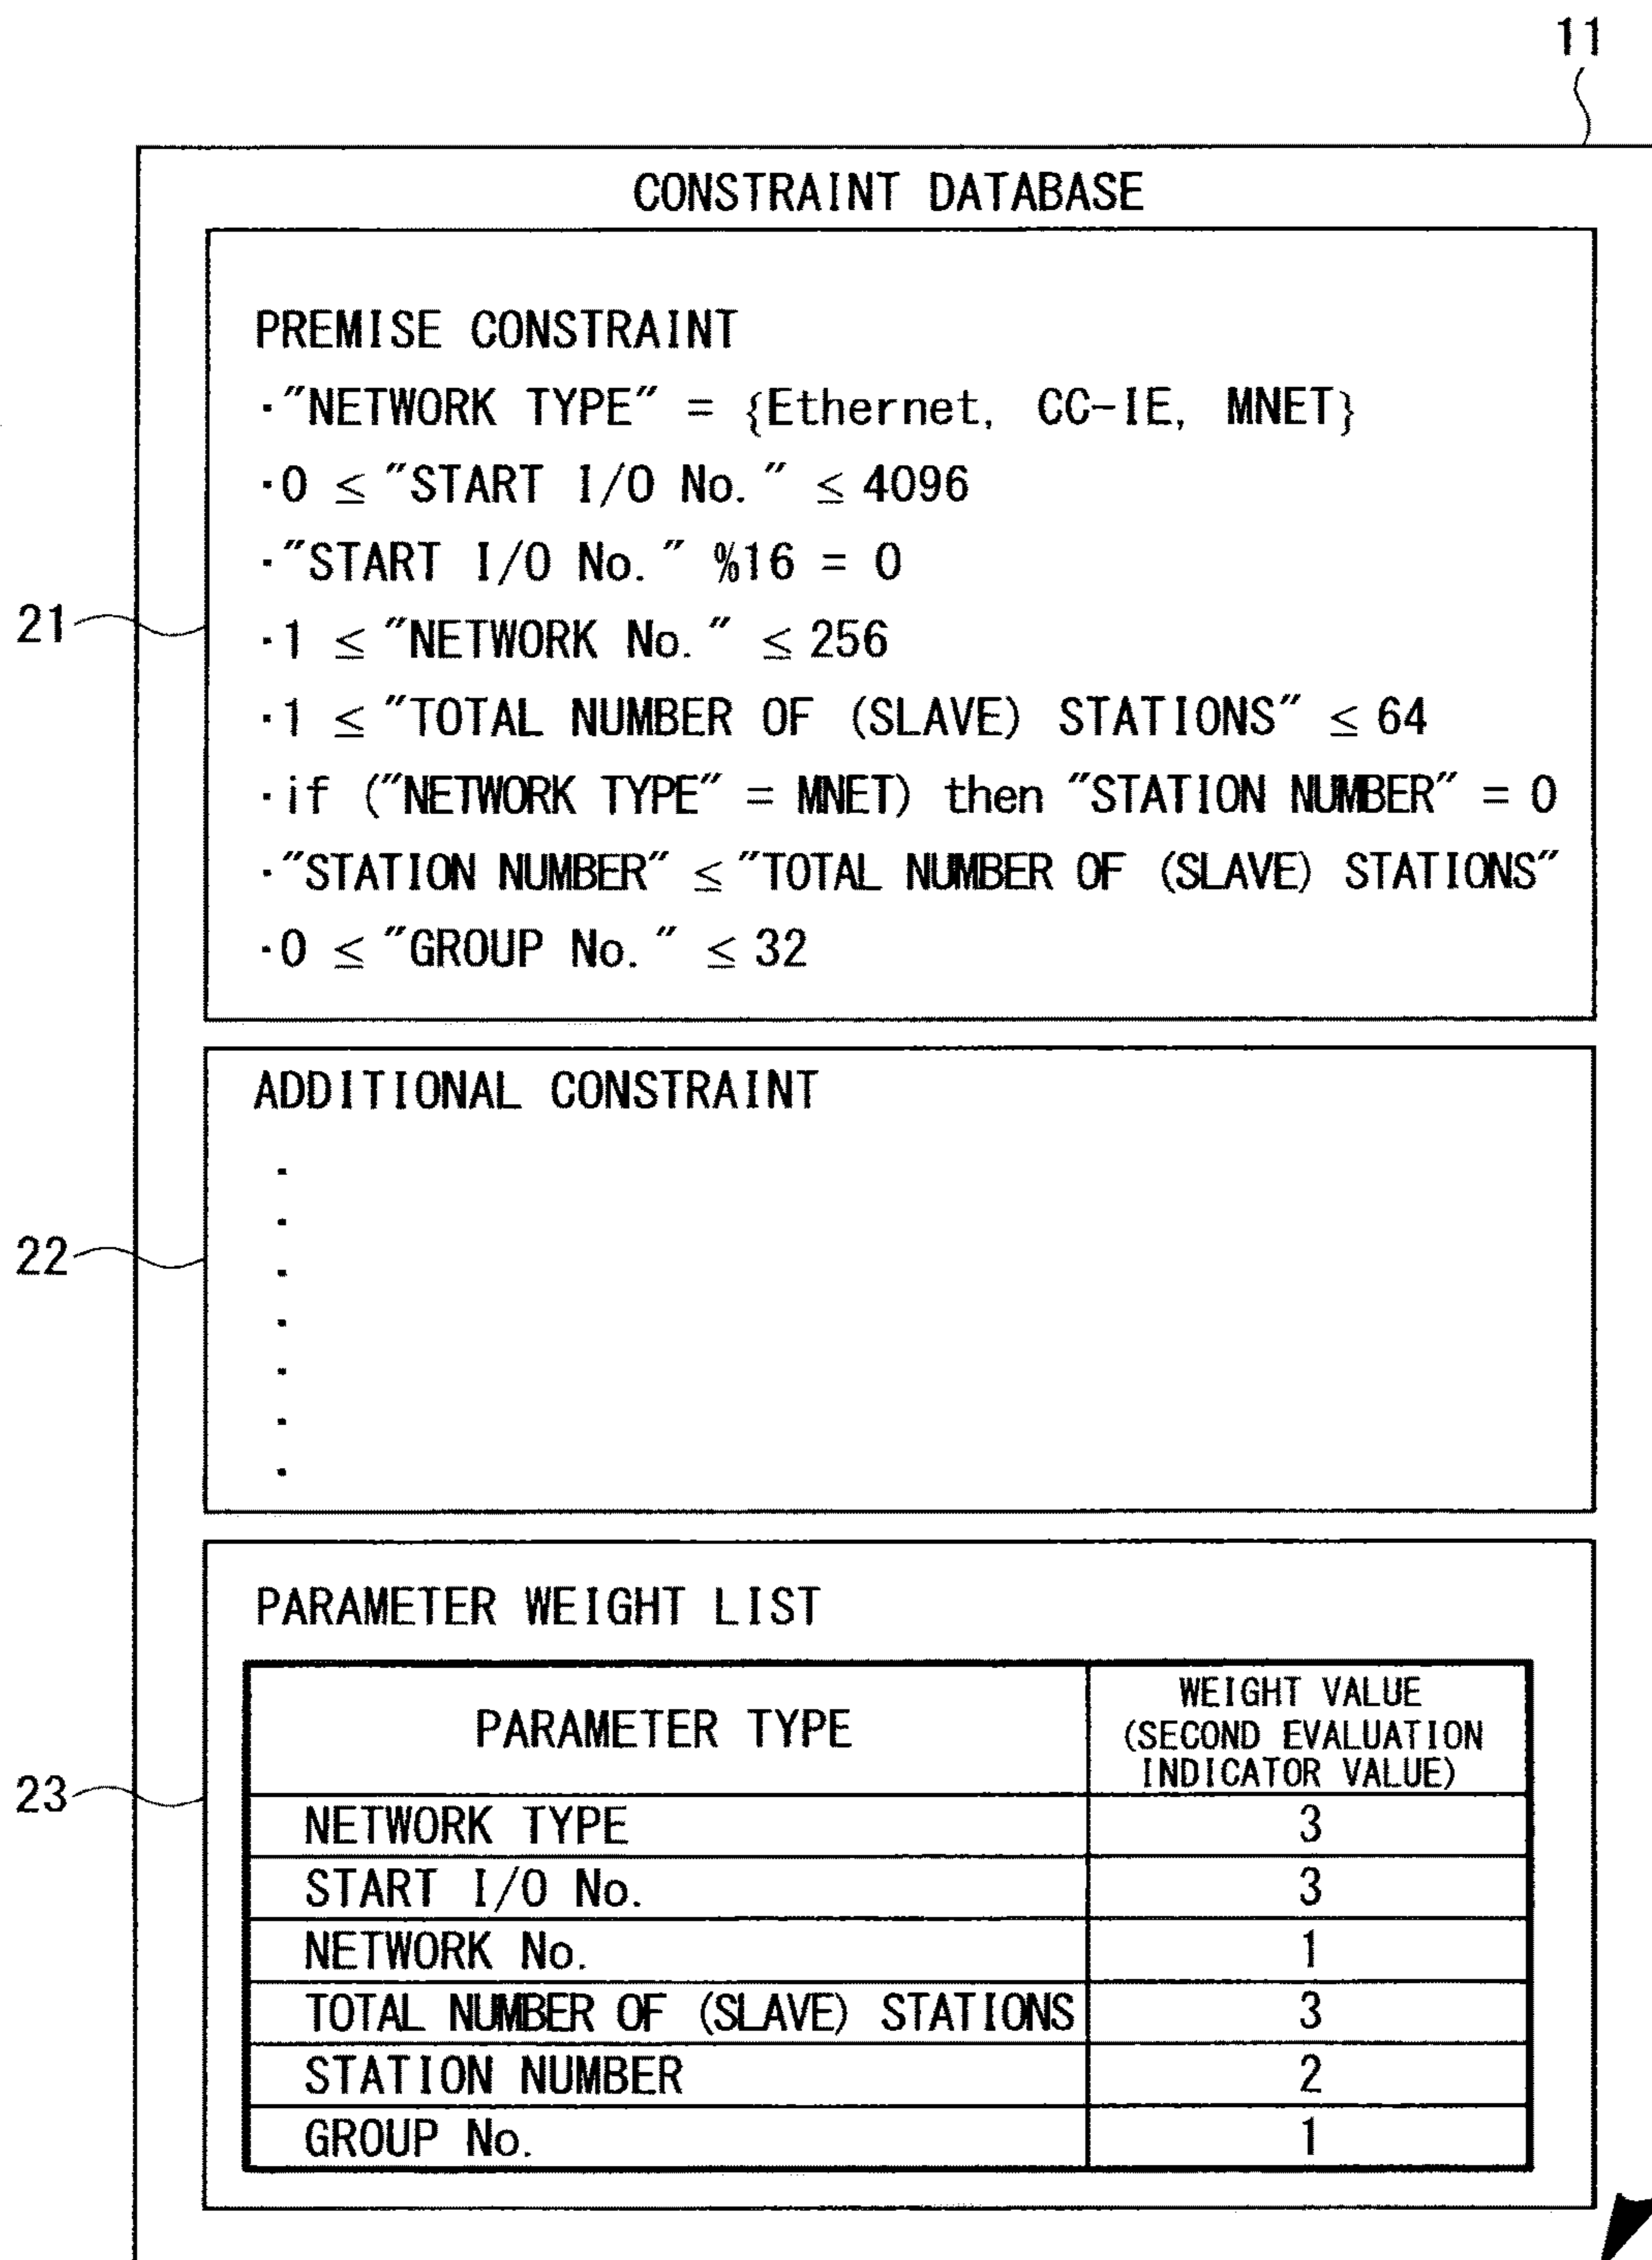 11
CONSTRAINT DATABASE
PREMISE CONSTRAINT
·"NETWORK TYPE" = {Ethernet, CC-IE, MNET}
·0 ≤ "START I/O No." ≤ 4096
·"START I/O No." %16 = 0
21
·1 ≤ "NETWORK No." ≤ 256
·1 ≤ "TOTAL NUMBER OF (SLAVE) STATIONS" ≤ 64
·if ("NETWORK TYPE" = MNET) then "STATION NUMBER" = 0
·"STATION NUMBER" ≤ "TOTAL NUMBER OF (SLAVE) STATIONS"
·0 ≤ "GROUP No." ≤ 32
ADDITIONAL CONSTRAINT
·
·
22
·
·
·
·
·
PARAMETER WEIGHT LIST
PARAMETER TYPE
WEIGHT VALUE
(SECOND EVALUATION
INDICATOR VALUE)
23
NETWORK TYPE 3
START I/O No. 3
NETWORK No. 1
TOTAL NUMBER OF (SLAVE) STATIONS 3
STATION NUMBER 2
GROUP No. 1